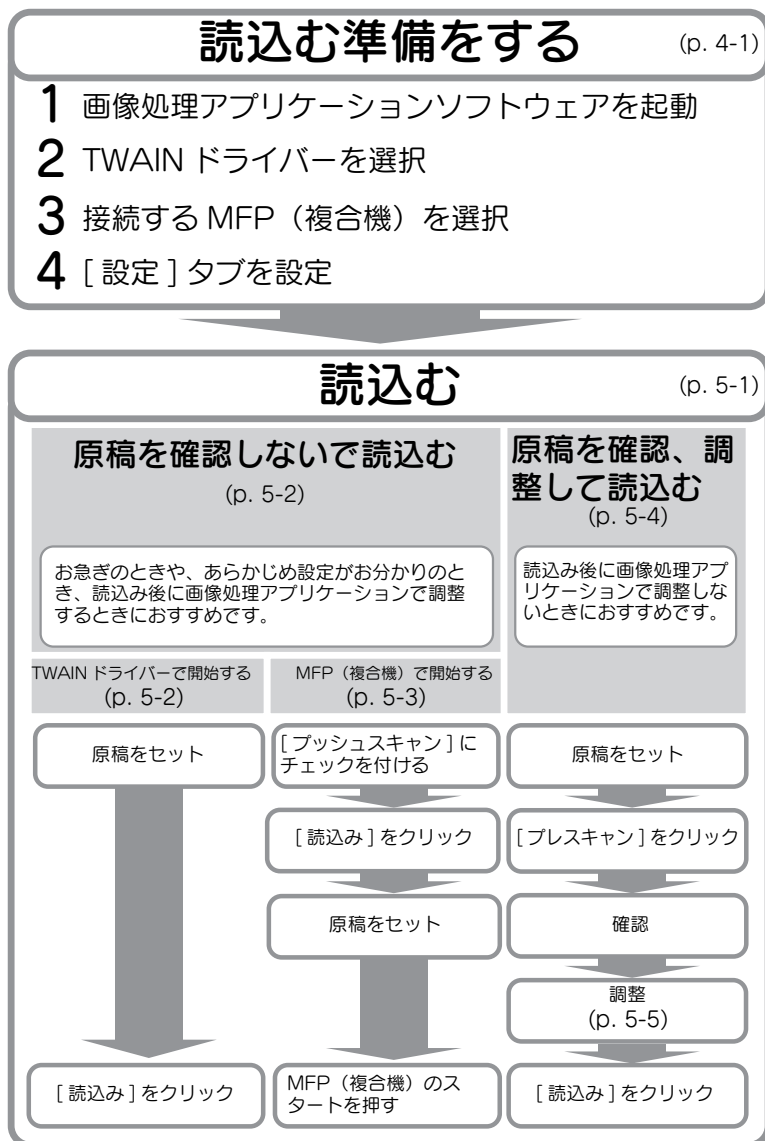 読込む準備をする (p. 4-1)
1 画像処理アプリケーションソフトウェアを起動
2 TWAIN ドライバーを選択
3 接続する MFP（複合機）を選択
4 [ 設定 ] タブを設定
読込む (p. 5-1)
原稿を確認しないで読込む
(p. 5-2)
お急ぎのときや、あらかじめ設定がお分かりのと
き、読込み後に画像処理アプリケーションで調整
するときにおすすめです。
原稿を確認、調
整して読込む
(p. 5-4)
読込み後に画像処理アプ
リケーションで調整しな
いときにおすすめです。
TWAIN ドライバーで開始する
(p. 5-2)
原稿をセット
[ 読込み ] をクリック
MFP（複合機）で開始する
(p. 5-3)
[ プッシュスキャン ] に
チェックを付ける
[ 読込み ] をクリック
原稿をセット
MFP（複合機）のス
タートを押す
原稿をセット
[ プレスキャン ] をクリック
確認
調整
(p. 5-5)
[ 読込み ] をクリック